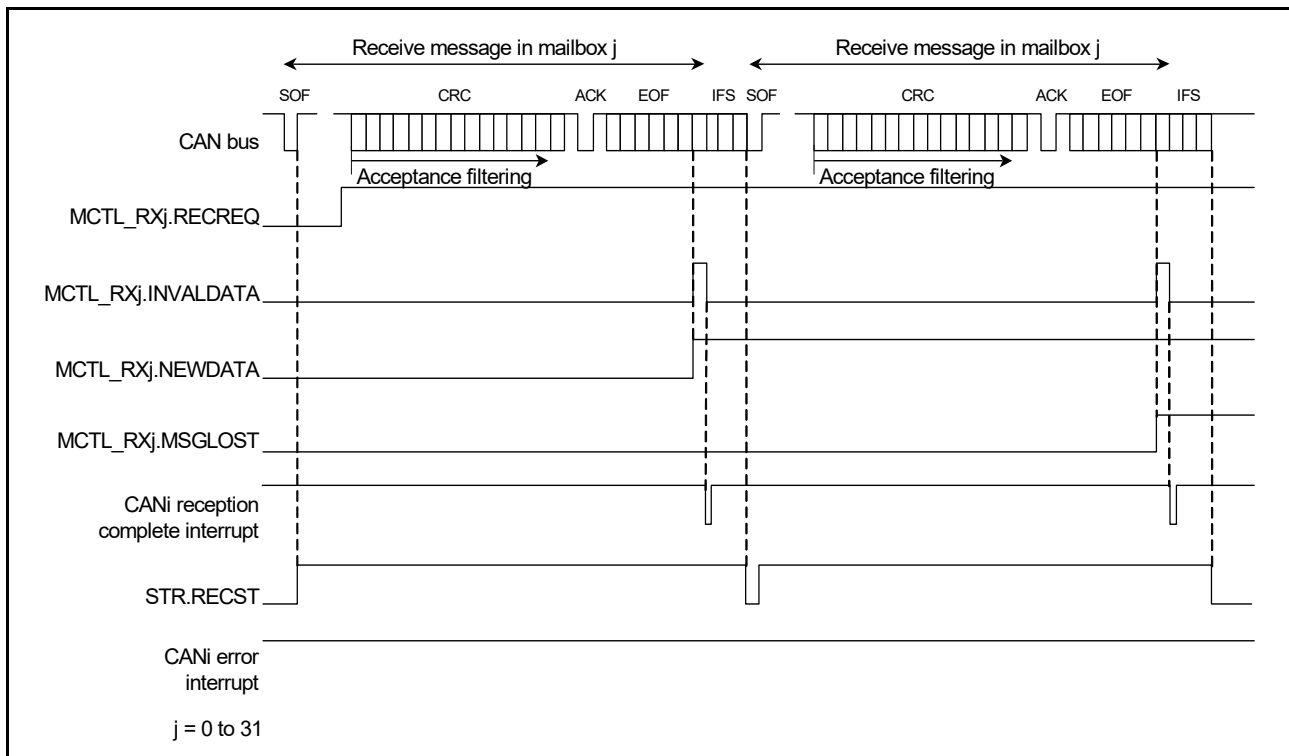 Receive message in mailbox j Receive message in mailbox j
SOF CRC ACK EOF IFS SOF CRC ACK EOF IFS
CAN bus
Acceptance filtering Acceptance filtering
MCTL_RXj.RECREQ
MCTL_RXj.INVALDATA
MCTL_RXj.NEWDATA
MCTL_RXj.MSGLOST
CANi reception
complete interrupt
STR.RECST
CANi error
interrupt
j = 0 to 31